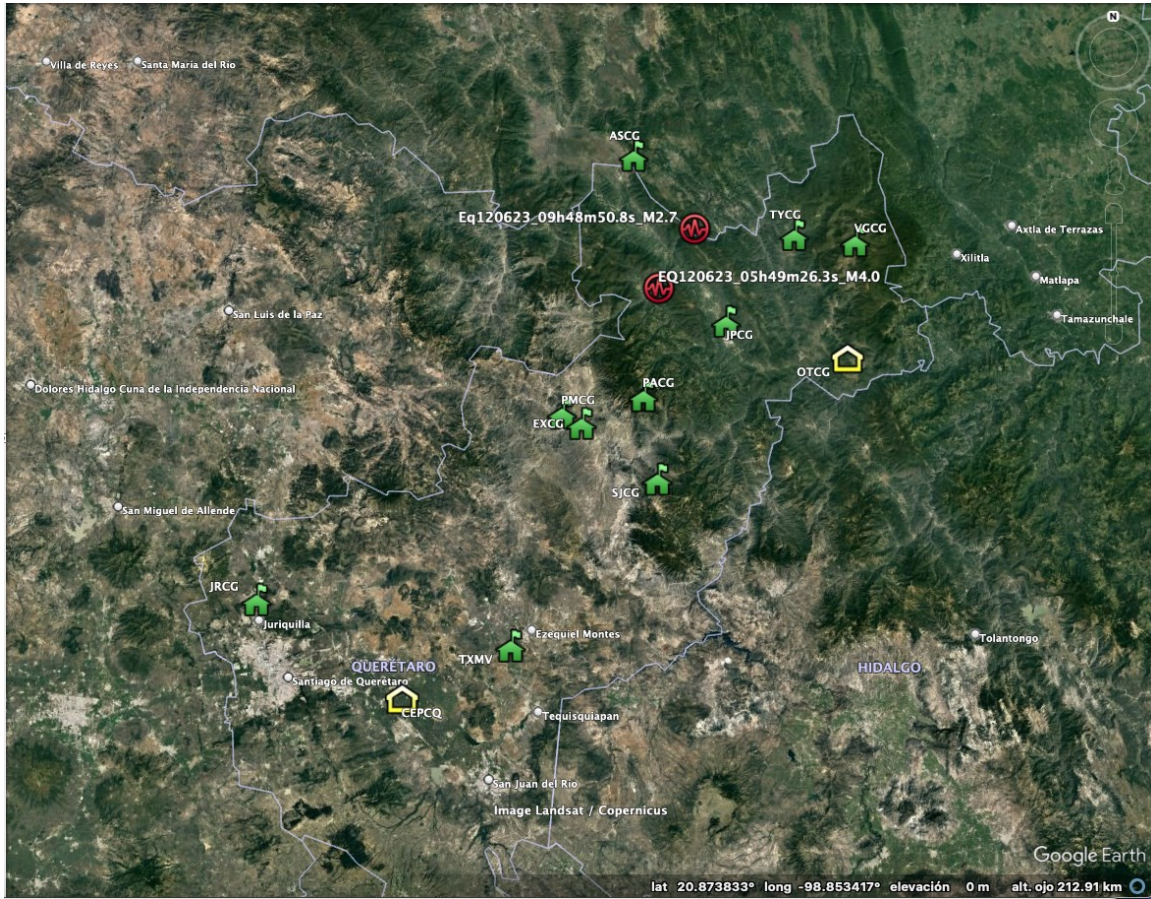 N
Villa de Reyes
Santa María del Río
ASCG
Eq120623_09h48m50.8s_M2.7
TYCG
VGCG
Axtla de Terrazas
Xilitla
EQ120623_05h49m26.3s_M4.0
Matlapa
San Luis de la Paz
Tamazunchale
JPCG
OTCG
Dolores Hidalgo Cuna de la Independencia Nacional
PACG
PMCG
EXCG
SJCG
San Miguel de Allende
JRCG
Juriquilla
Ezequiel Montes
Tolantongo
TXMV
QUERÉTARO
HIDALGO
Santiago de Querétaro
CEPCQ
Tequisquiapan
San Juan del Río
Image Landsat / Copernicus
Google Earth
lat 20.873833° long -98.853417° elevación 0 m alt. ojo 212.91 km